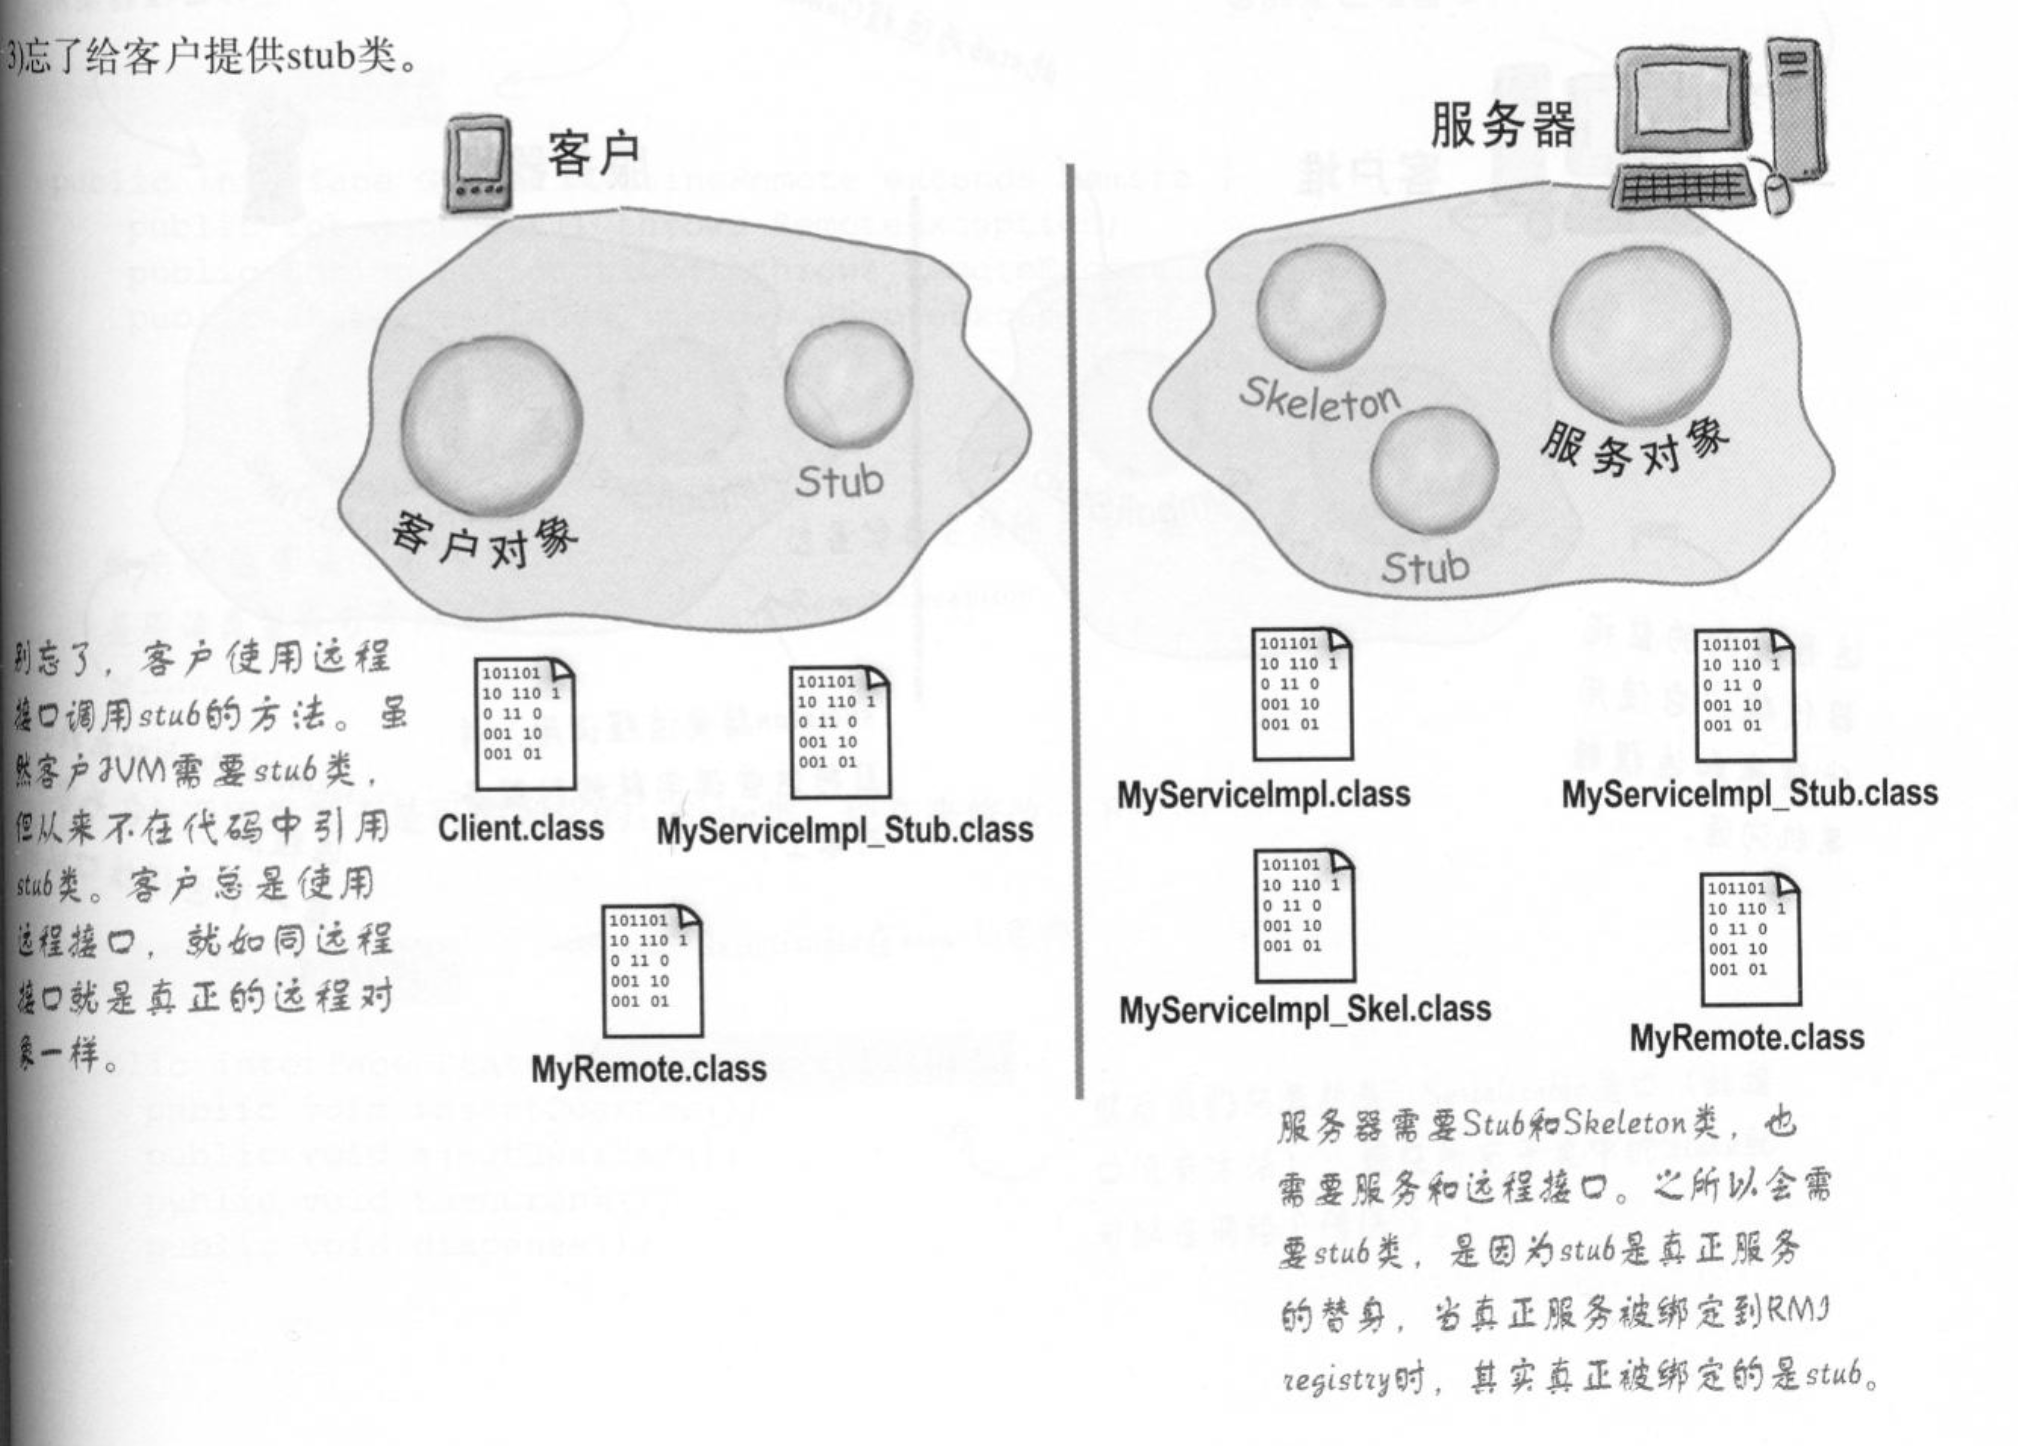 3)忘了给客户提供stub类。
客户
服务器
Skeleton
服务对象
Stub
客户对象
Stub
别忘了，客户使用远程
接口调用stub的方法。虽
然客户JVM需要stub类，
但从来不在代码中引用
stub类。客户总是使用
远程接口，就如同远程
接口就是真正的远程对
象一样。
101101
10 110 1
0 11 0
001 10
001 01
Client.class
101101
10 110 1
0 11 0
001 10
001 01
MyServiceImpl_Stub.class
101101
10 110 1
0 11 0
001 10
001 01
MyRemote.class
101101
10 110 1
0 11 0
001 10
001 01
MyServiceImpl.class
101101
10 110 1
0 11 0
001 10
001 01
MyServiceImpl_Stub.class
101101
10 110 1
0 11 0
001 10
001 01
MyServiceImpl_Skel.class
101101
10 110 1
0 11 0
001 10
001 01
MyRemote.class
服务器需要Stub和Skeleton类，也
需要服务和远程接口。之所以会需
要stub类，是因为stub是真正服务
的替身，当真正服务被绑定到RMI
registry时，其实真正被绑定的是stub。